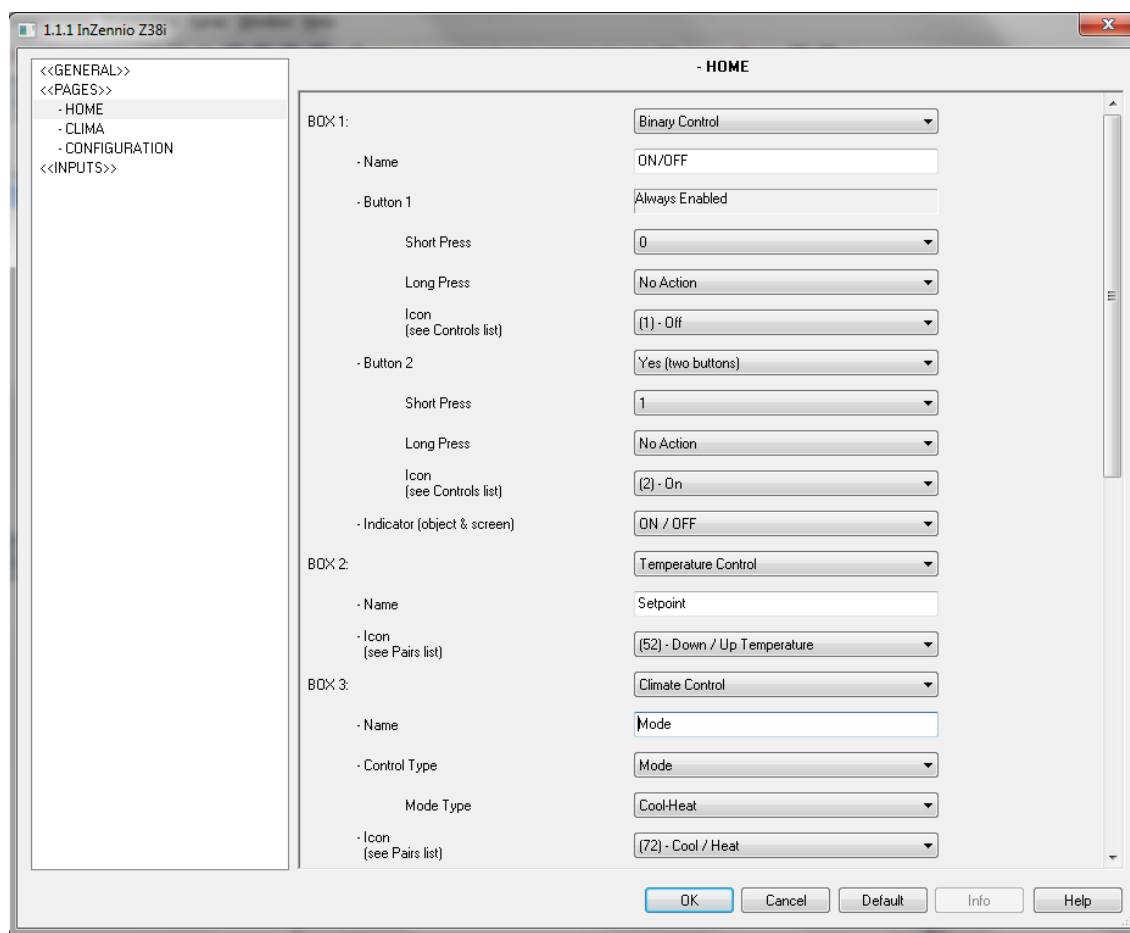 1.1.1 InZennio Z38i
<<GENERAL>>
<<PAGES>>
- HOME
- CLIMA
- CONFIGURATION
<<INPUTS>>
- HOME
BOX 1: Binary Control
- Name ON/OFF
- Button 1 Always Enabled
Short Press 0
Long Press No Action
Icon
(see Controls list) (1) - Off
- Button 2 Yes (two buttons)
Short Press 1
Long Press No Action
Icon
(see Controls list) (2) - On
- Indicator (object & screen) ON / OFF
BOX 2: Temperature Control
- Name Setpoint
- Icon
(see Pairs list) (52) - Down / Up Temperature
BOX 3: Climate Control
- Name Mode
- Control Type Mode
Mode Type Cool-Heat
- Icon
(see Pairs list) (72) - Cool / Heat
OK Cancel Default Info Help